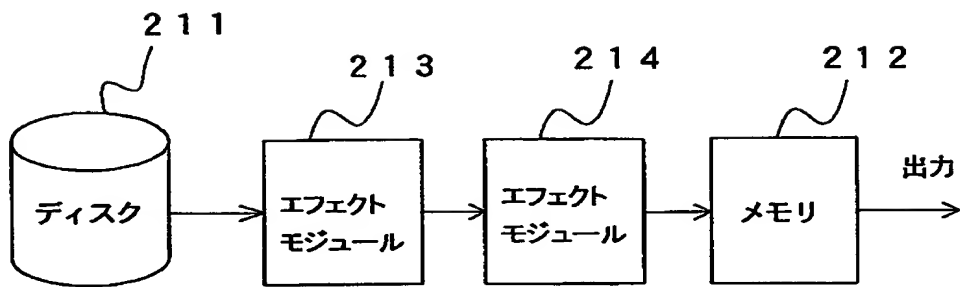 ２１１
２１３
２１４
２１２
ディスク
エフェクト
モジュール
エフェクト
モジュール
メモリ
出力